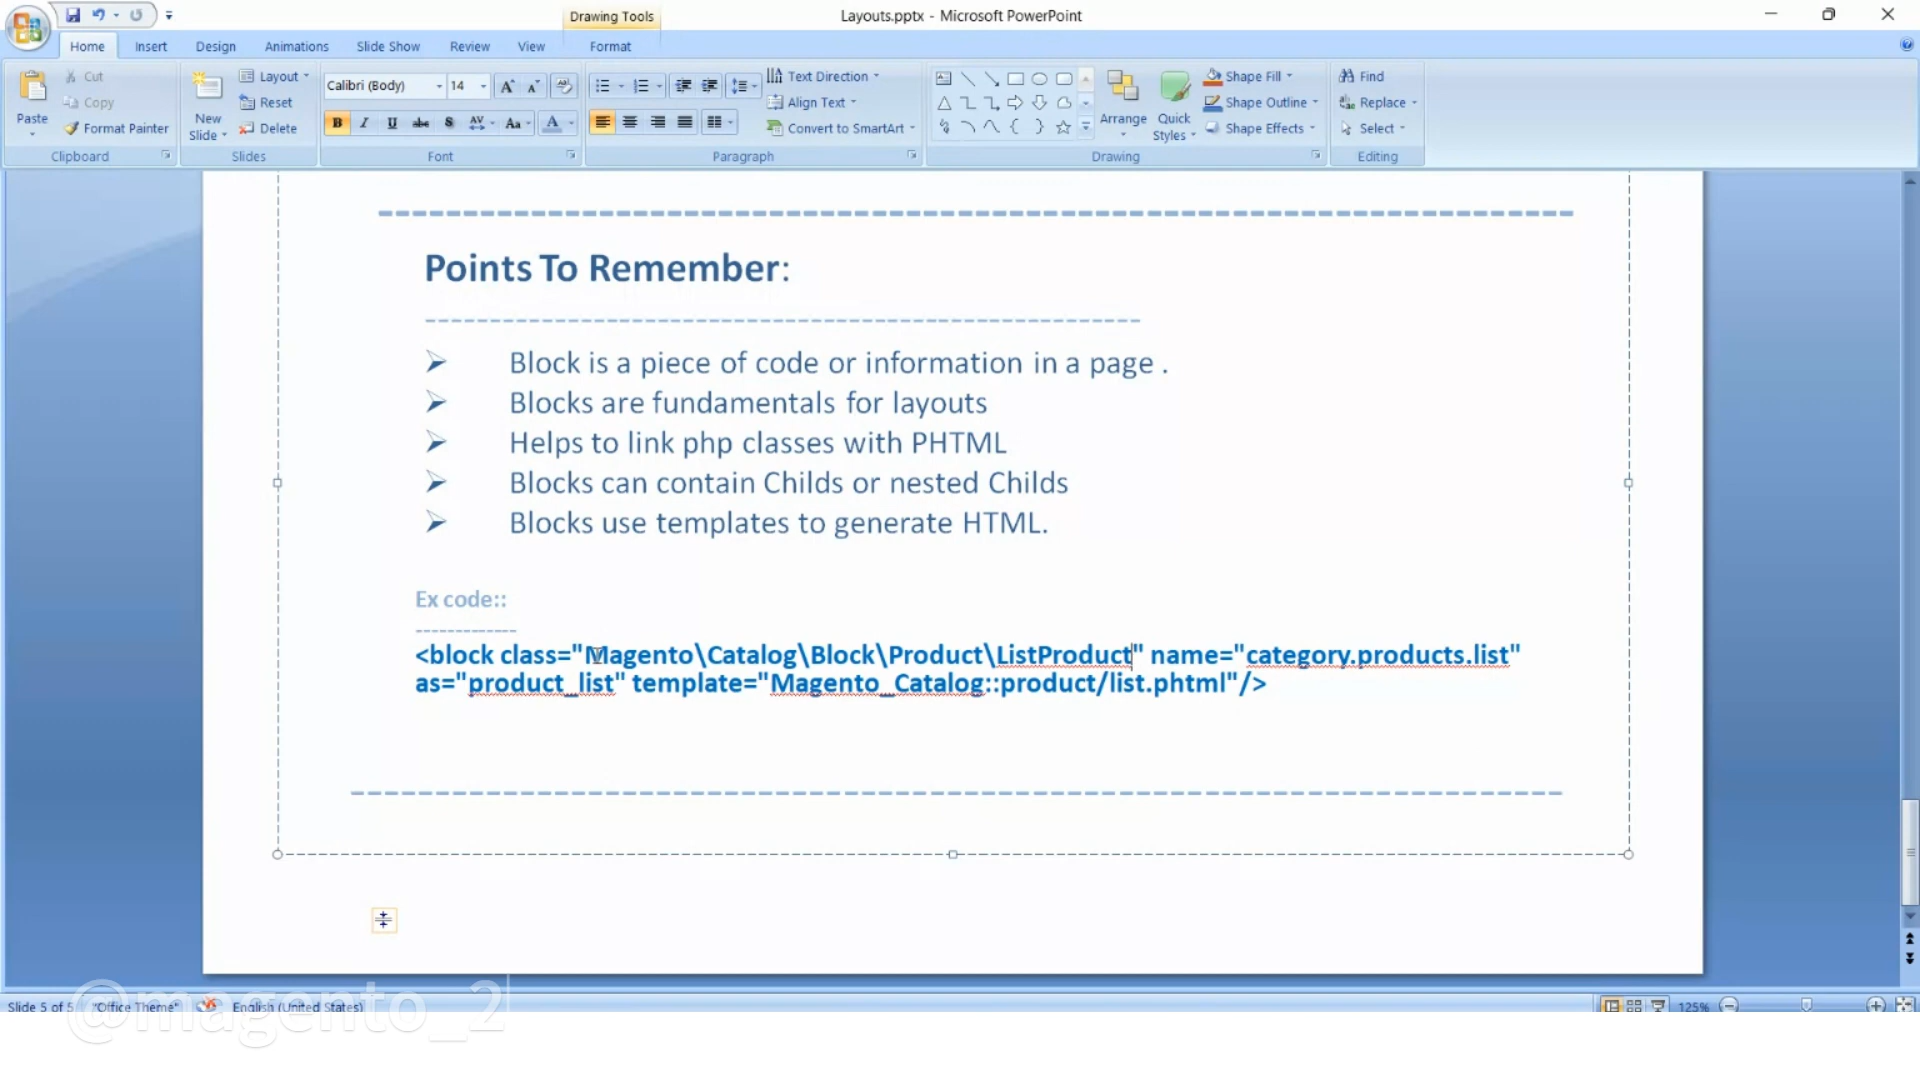 Layouts.pptx - Microsoft PowerPoint
Drawing Tools
Home Insert Design Animations Slide Show Review View Format
Paste
Cut
Copy
Format Painter
Clipboard
New Slide
Layout
Reset
Delete
Slides
Calibri (Body) 14
B I U abc S AV Aa A
Font
Text Direction
Align Text
Convert to SmartArt
Paragraph
Arrange
Quick Styles
Shape Fill
Shape Outline
Shape Effects
Drawing
Find
Replace
Select
Editing
Points To Remember:
Block is a piece of code or information in a page .
Blocks are fundamentals for layouts
Helps to link php classes with PHTML
Blocks can contain Childs or nested Childs
Blocks use templates to generate HTML.
Ex code::
-------------
<block class="Magento\Catalog\Block\Product\ListProduct" name="category.products.list"
as="product_list" template="Magento_Catalog::product/list.phtml"/>
Slide 5 of 5 "Office Theme" English (United States) 125%
@magento_2